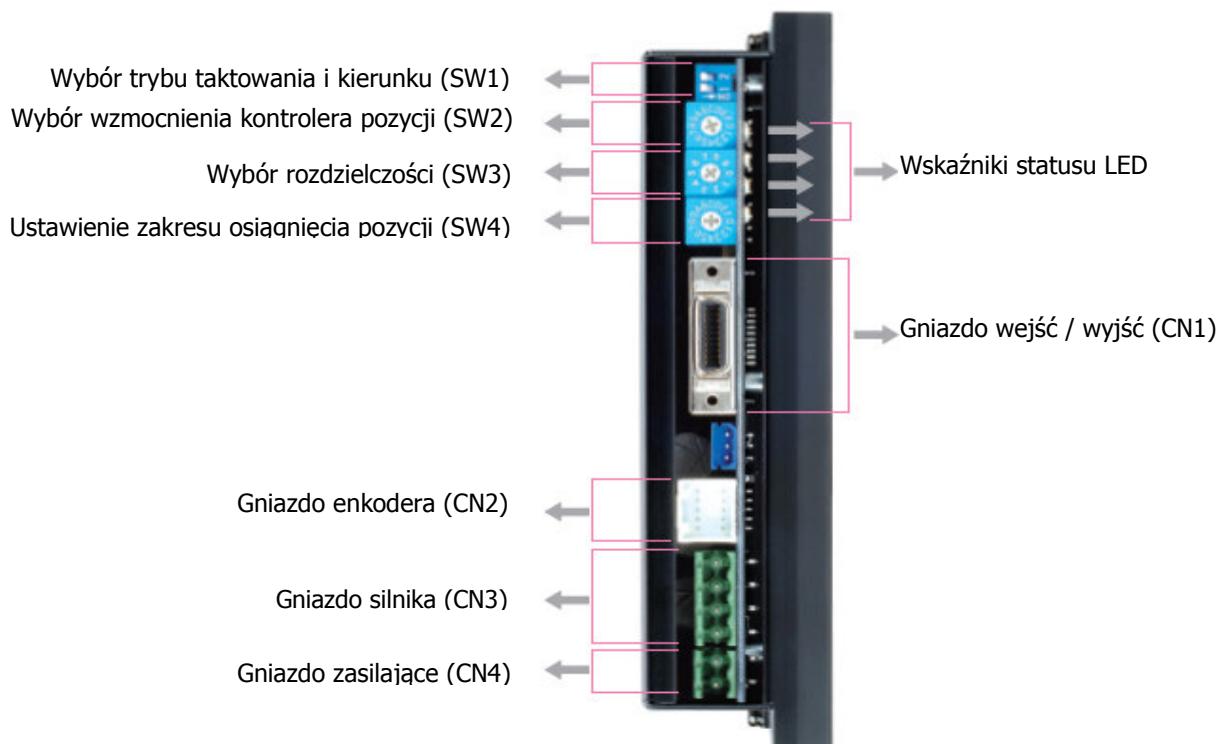 Wybór trybu taktowania i kierunku (SW1)
Wybór wzmocnienia kontrolera pozycji (SW2)
Wybór rozdzielczości (SW3)
Ustawienie zakresu osiągnięcia pozycji (SW4)
Wskaźniki statusu LED
Gniazdo wejść / wyjść (CN1)
Gniazdo enkodera (CN2)
Gniazdo silnika (CN3)
Gniazdo zasilające (CN4)